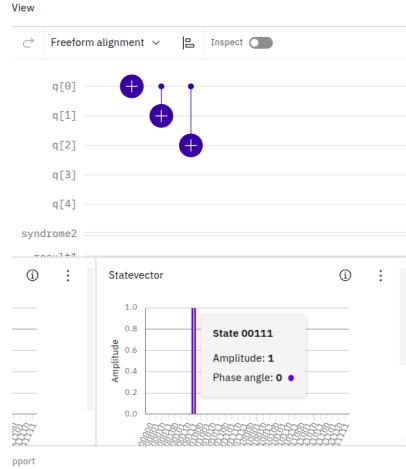 View
Freeform alignment
Inspect
q[0]
q[1]
q[2]
q[3]
q[4]
syndrome2
Statevector
1.0
0.8
0.6
0.4
0.2
0.0
Amplitude
State 00111
Amplitude: 1
Phase angle: 0
pport